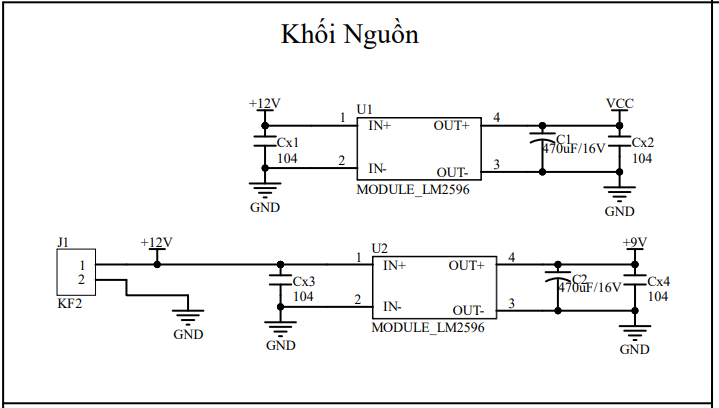 Khối Nguồn
+12V
U1
VCC
1
IN+
OUT+
4
Cx1
104
C1
470uF/16V
Cx2
104
2
IN-
OUT-
3
MODULE_LM2596
GND
GND
J1
+12V
U2
+9V
1
2
KF2
1
IN+
OUT+
4
Cx3
104
C2
470uF/16V
Cx4
104
2
IN-
OUT-
3
MODULE_LM2596
GND
GND
GND